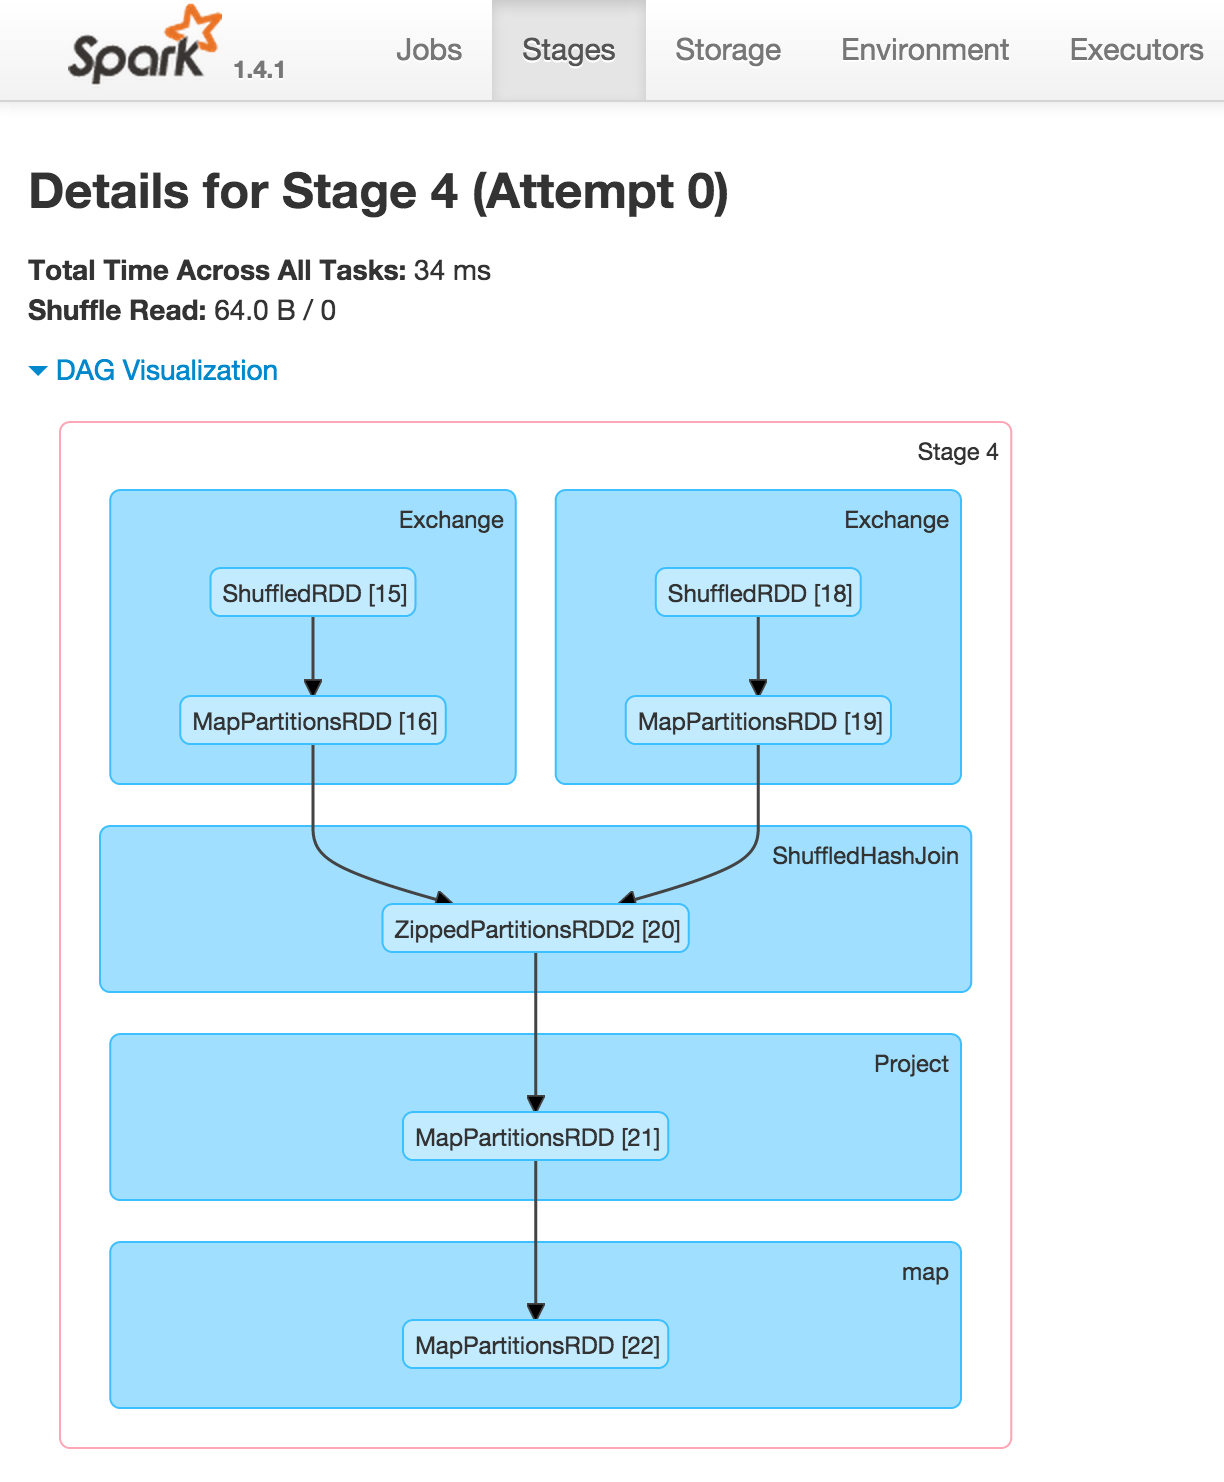 Spark 1.4.1 Jobs Stages Storage Environment Executors
Details for Stage 4 (Attempt 0)
Total Time Across All Tasks: 34 ms
Shuffle Read: 64.0 B / 0
DAG Visualization
Stage 4
Exchange Exchange
ShuffledRDD [15] ShuffledRDD [18]
MapPartitionsRDD [16] MapPartitionsRDD [19]
ShuffledHashJoin
ZippedPartitionsRDD2 [20]
Project
MapPartitionsRDD [21]
map
MapPartitionsRDD [22]